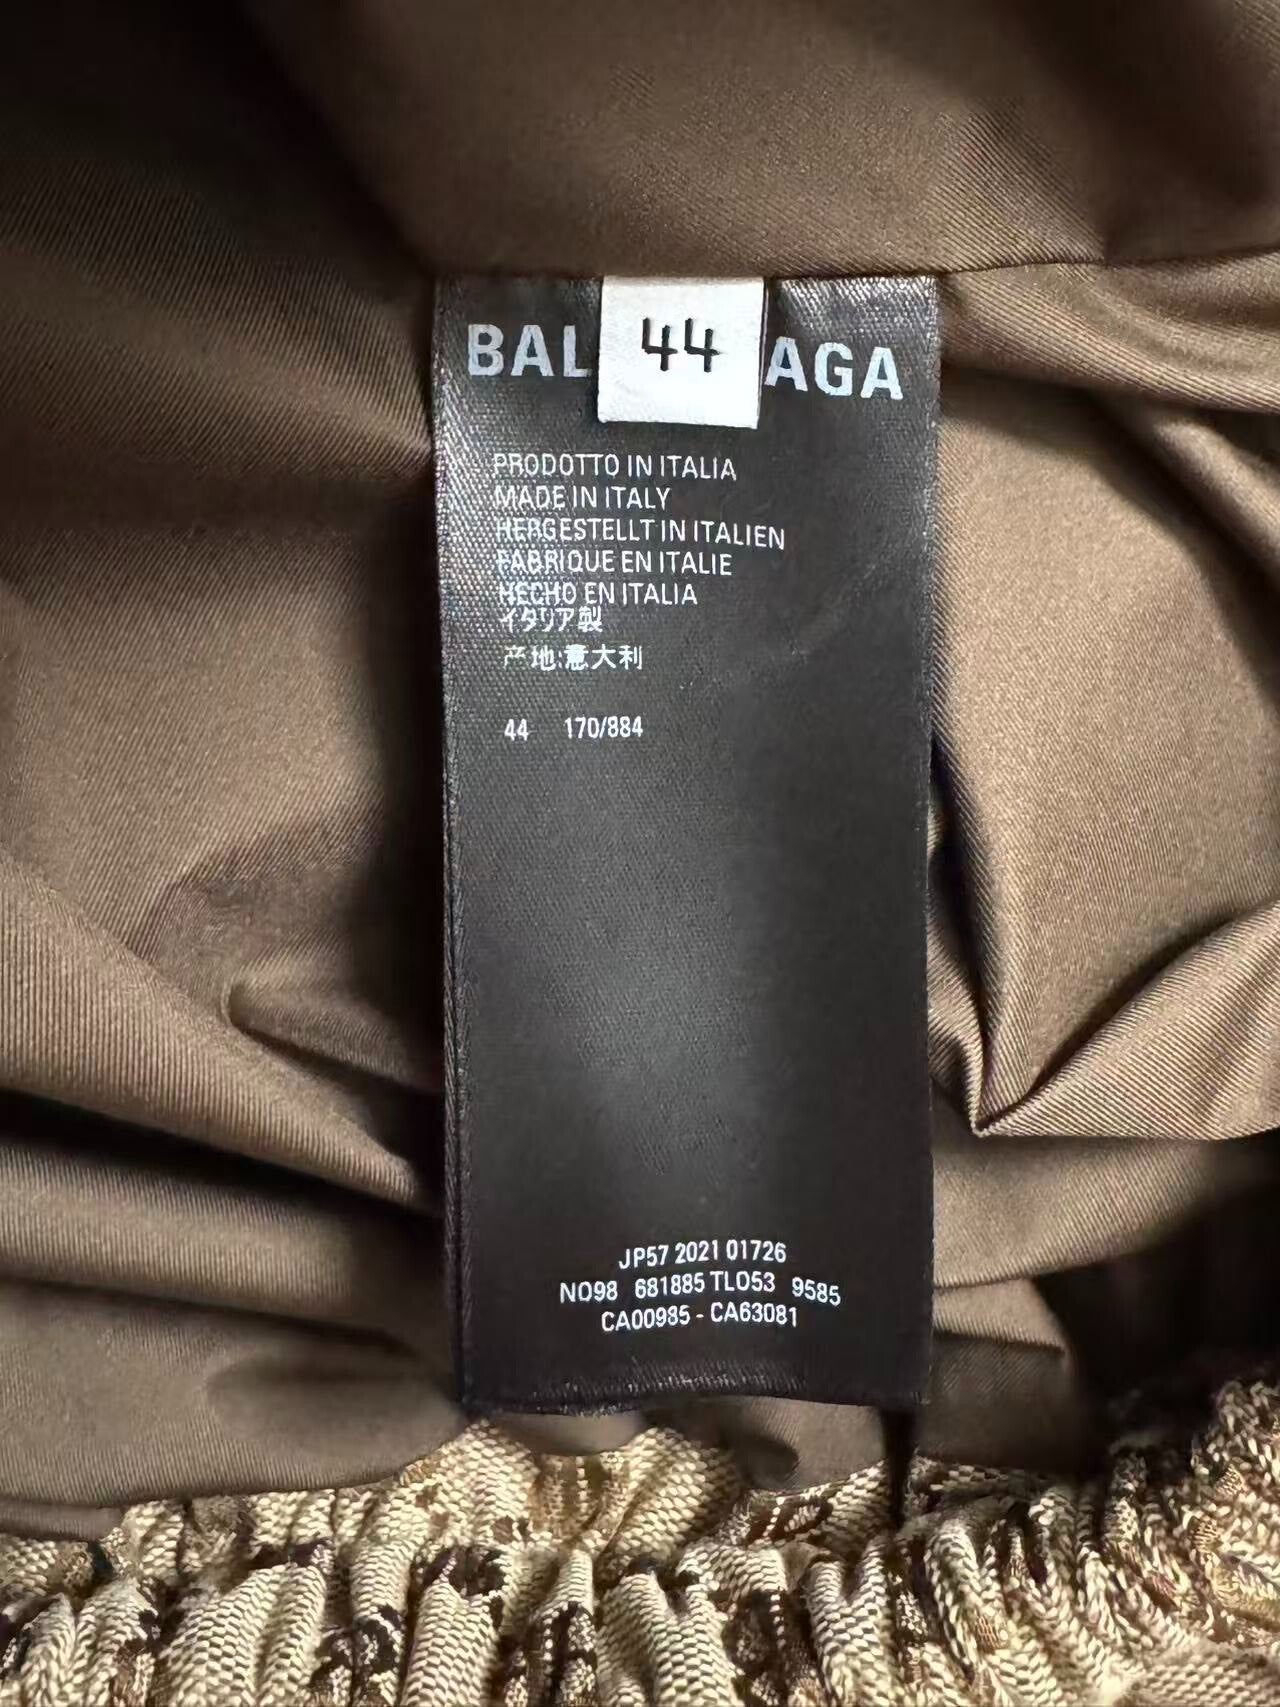 BAL 44 AGA
PRODOTTO IN ITALIA
MADE IN ITALY
HERGESTELLT IN ITALIEN
FABRIQUE EN ITALIE
HECHO EN ITALIA
イタリア製
产地:意大利
44 170/884
JP57 2021 01726
N098 681885 TLO53 9585
CA00985 - CA63081